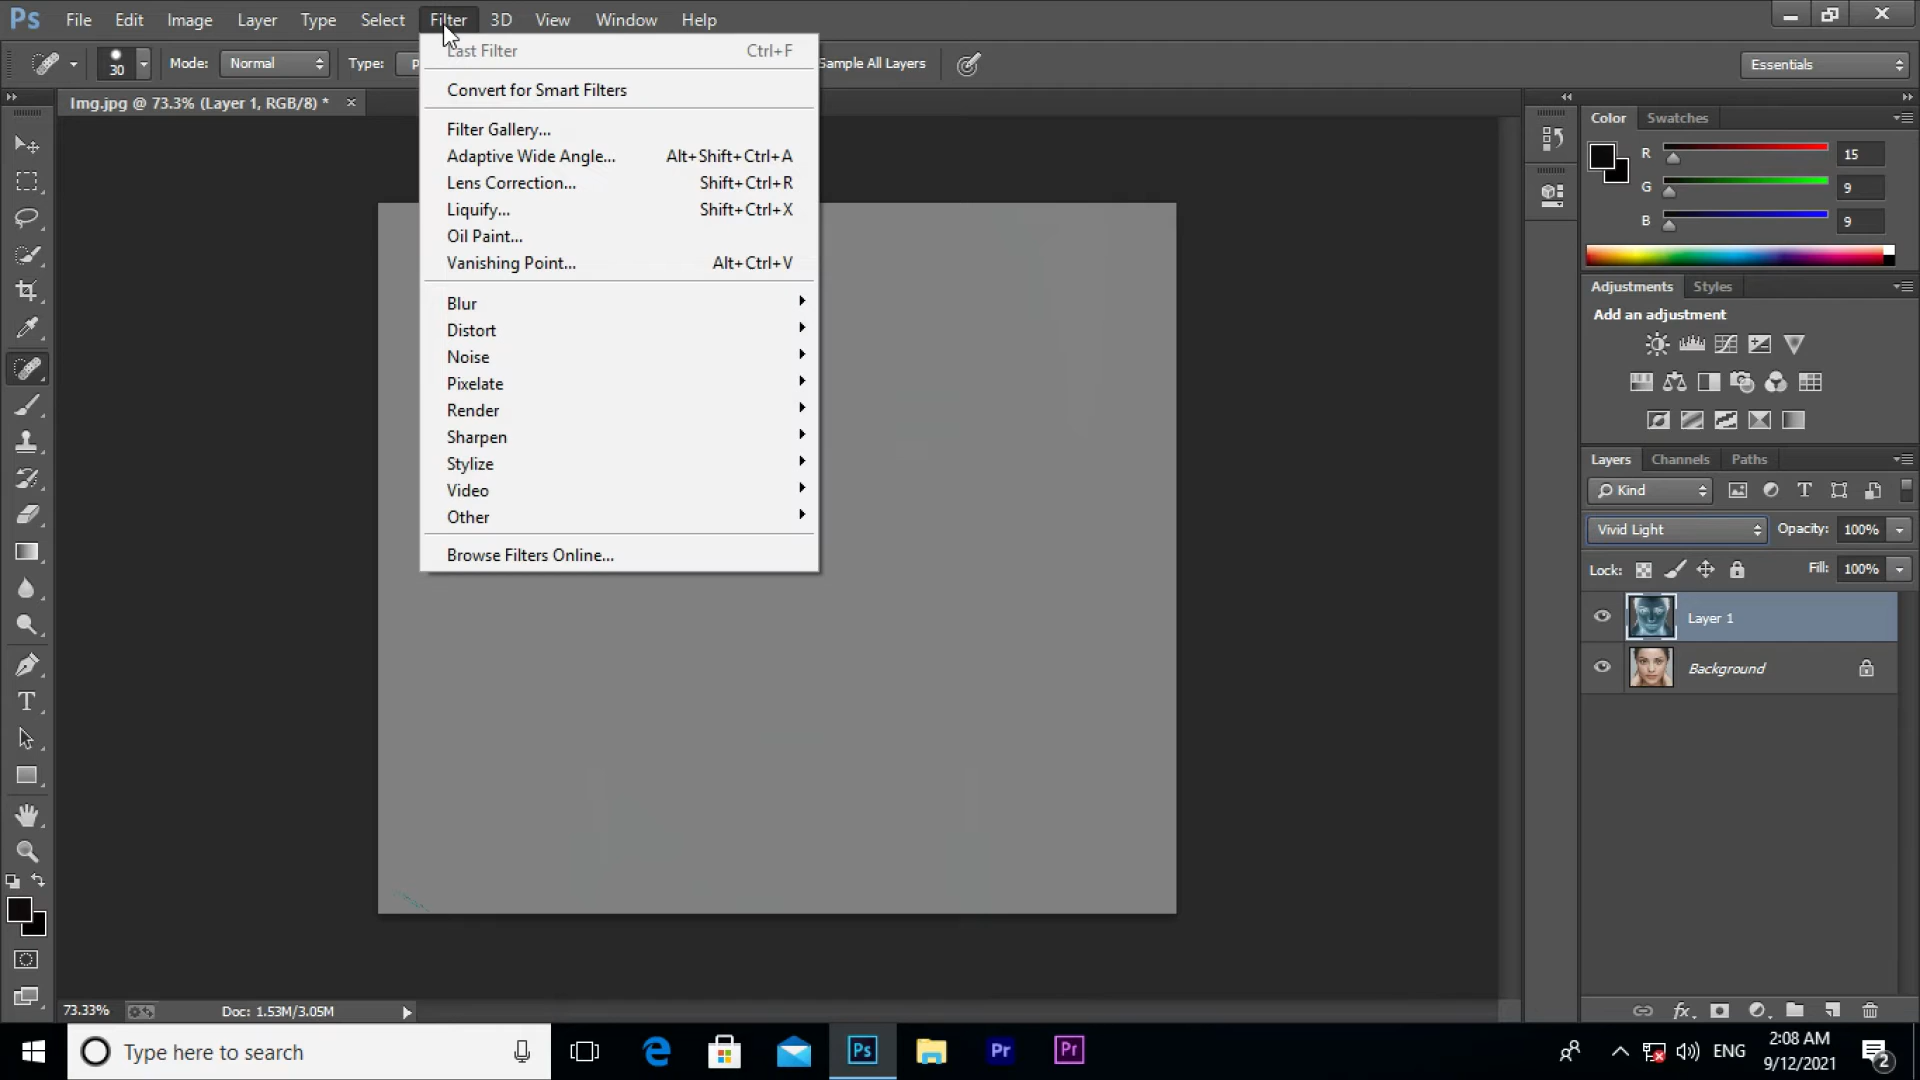 Ps File Edit Image Layer Type Select Filter 3D View Window Help
30 Mode: Normal Type: Sample All Layers Essentials
Img.jpg @ 73.3% (Layer 1, RGB/8) *
Last Filter Ctrl+F
Convert for Smart Filters
Filter Gallery...
Adaptive Wide Angle... Alt+Shift+Ctrl+A
Lens Correction... Shift+Ctrl+R
Liquify... Shift+Ctrl+X
Oil Paint...
Vanishing Point... Alt+Ctrl+V
Blur
Distort
Noise
Pixelate
Render
Sharpen
Stylize
Video
Other
Browse Filters Online...
Color Swatches
R 15
G 9
B 9
Adjustments Styles
Add an adjustment
Layers Channels Paths
Kind
Vivid Light Opacity: 100%
Lock: Fill: 100%
Layer 1
Background
73.33% Doc: 1.53M/3.05M
Type here to search Ps Pr Pr ENG 2:08 AM
9/12/2021 2